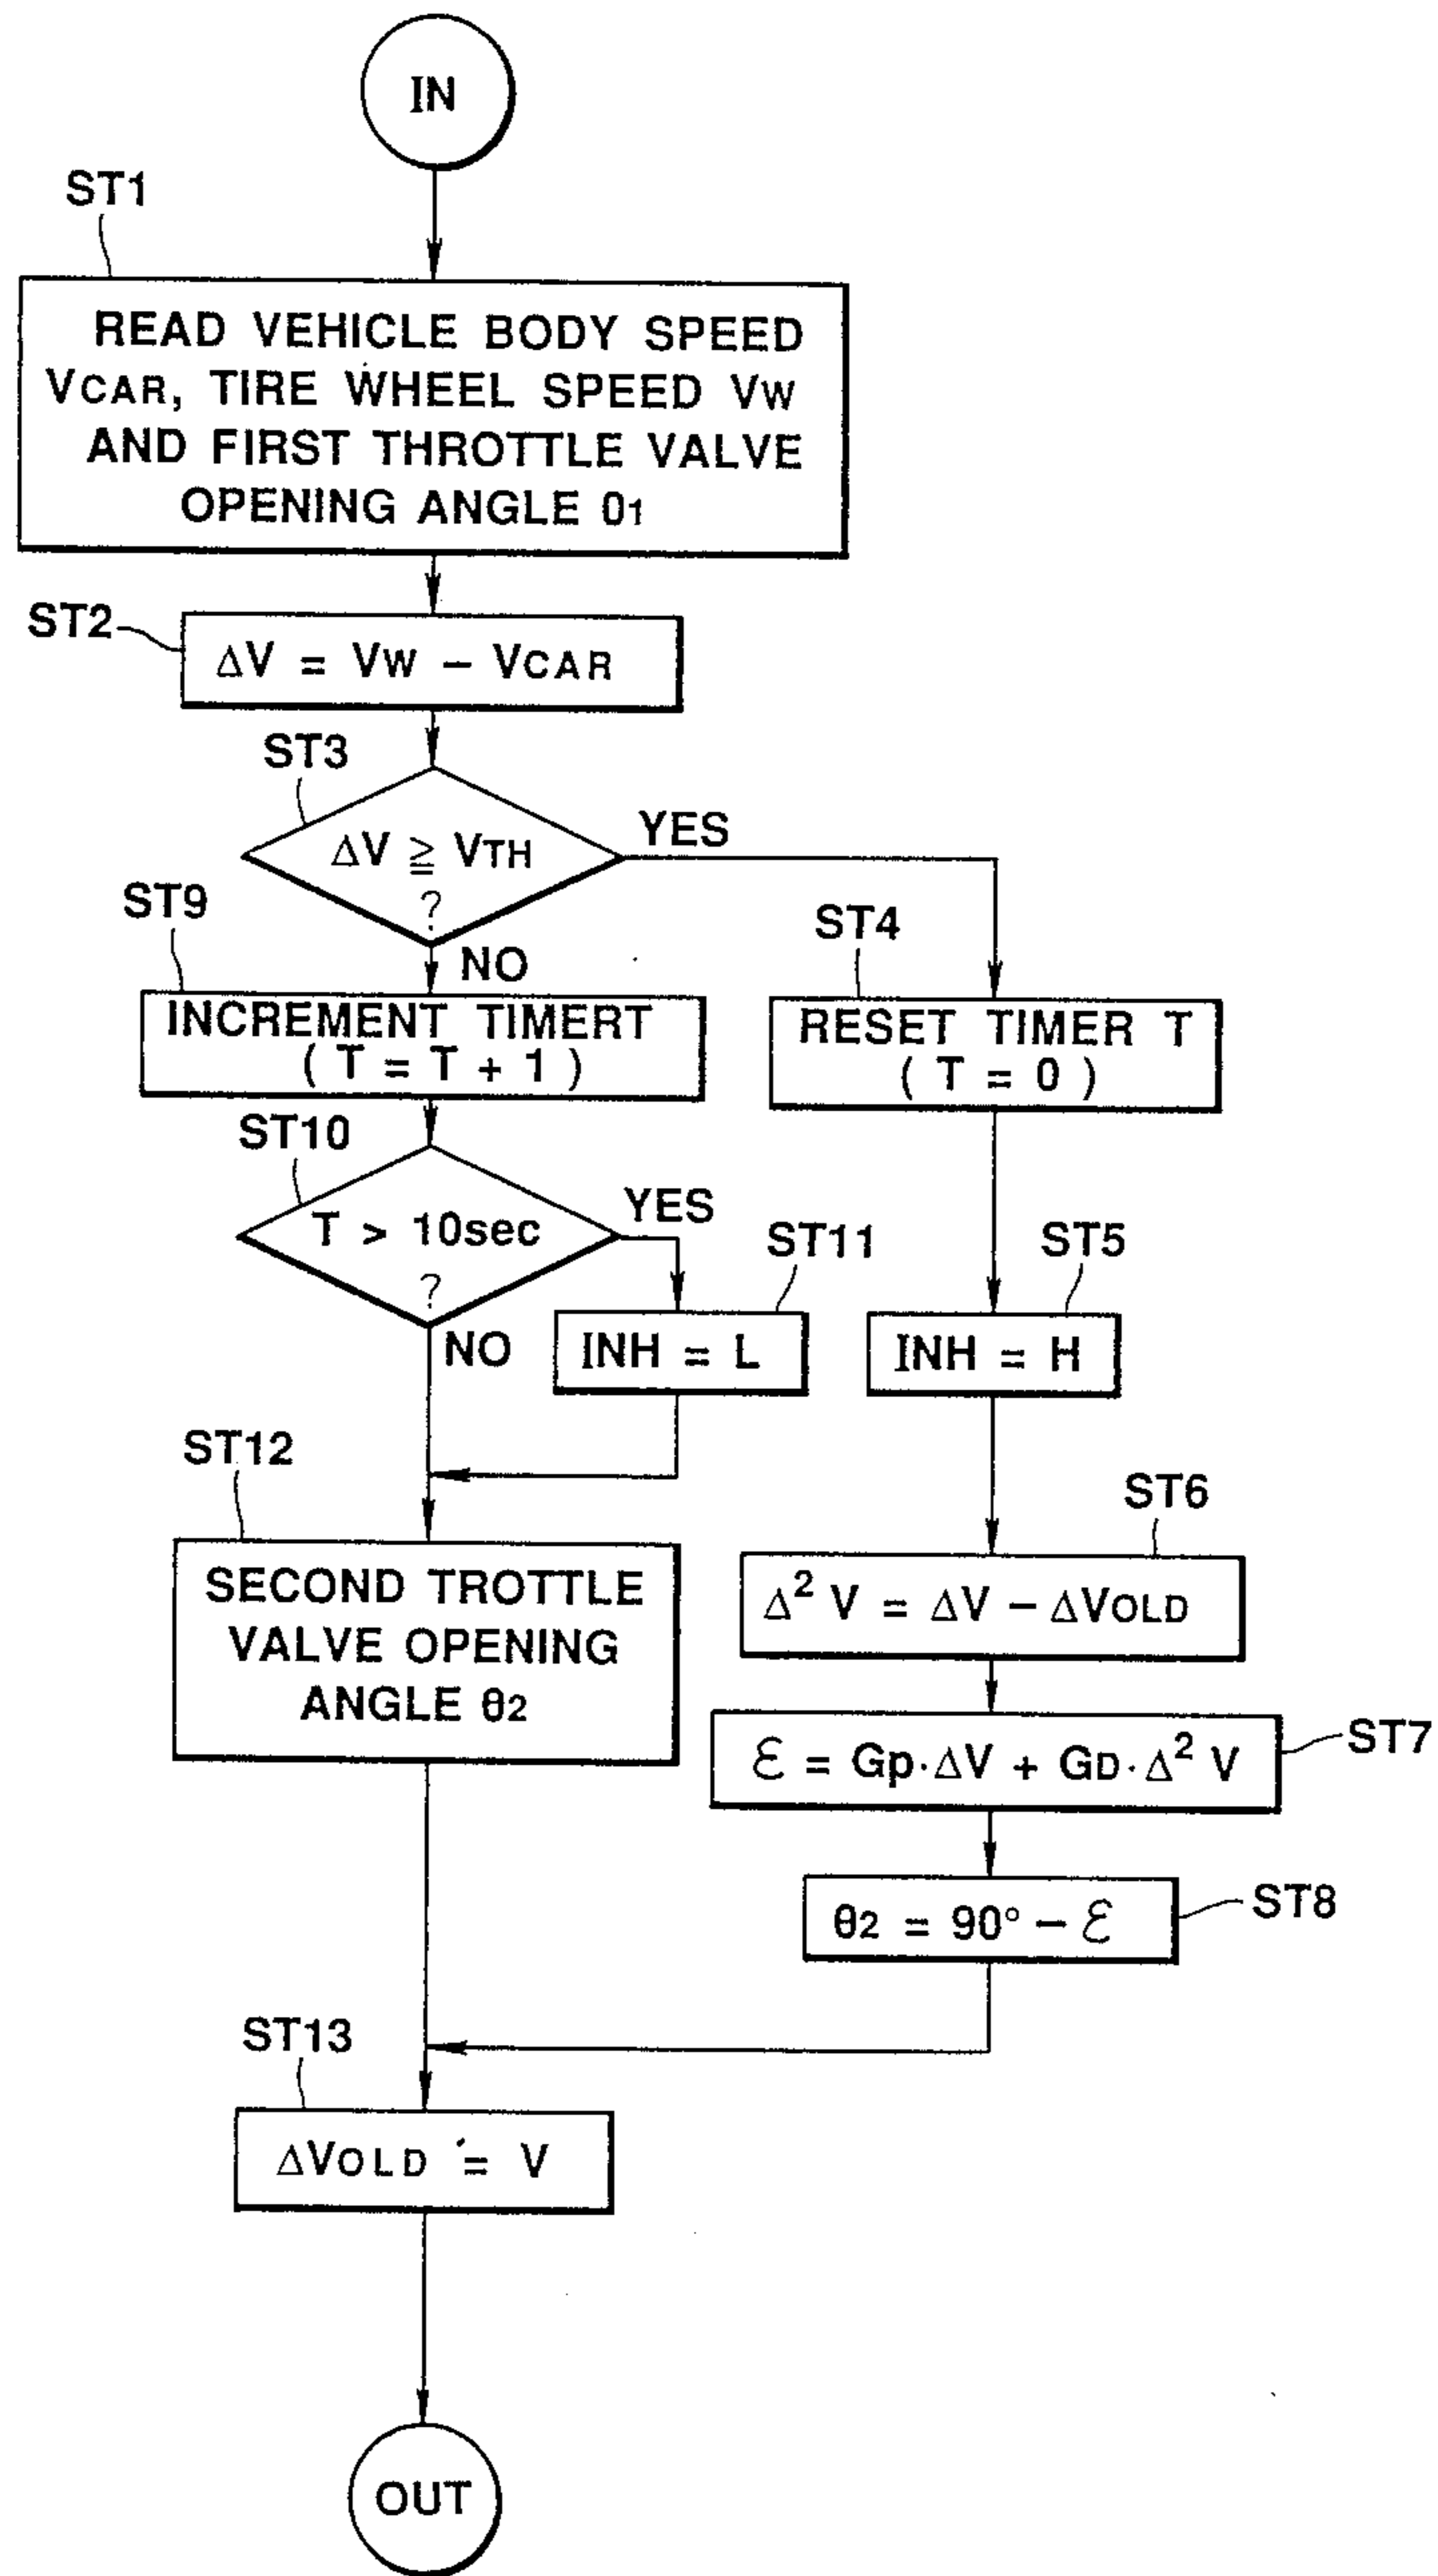 IN
ST1
READ VEHICLE BODY SPEED
VCAR, TIRE WHEEL SPEED VW
AND FIRST THROTTLE VALVE
OPENING ANGLE θ1
ST2
ΔV = VW − VCAR
ST3
ΔV ≧ VTH
?
YES
NO
ST9
INCREMENT TIMERT
( T = T + 1 )
ST4
RESET TIMER T
( T = 0 )
ST10
T > 10sec
?
YES
NO
ST11
INH = L
ST5
INH = H
ST12
SECOND TROTTLE
VALVE OPENING
ANGLE θ2
ST6
Δ² V = ΔV − ΔVOLD
ST7
ℰ = Gp·ΔV + GD·Δ² V
ST8
θ2 = 90° − ℰ
ST13
ΔVOLD = V
OUT